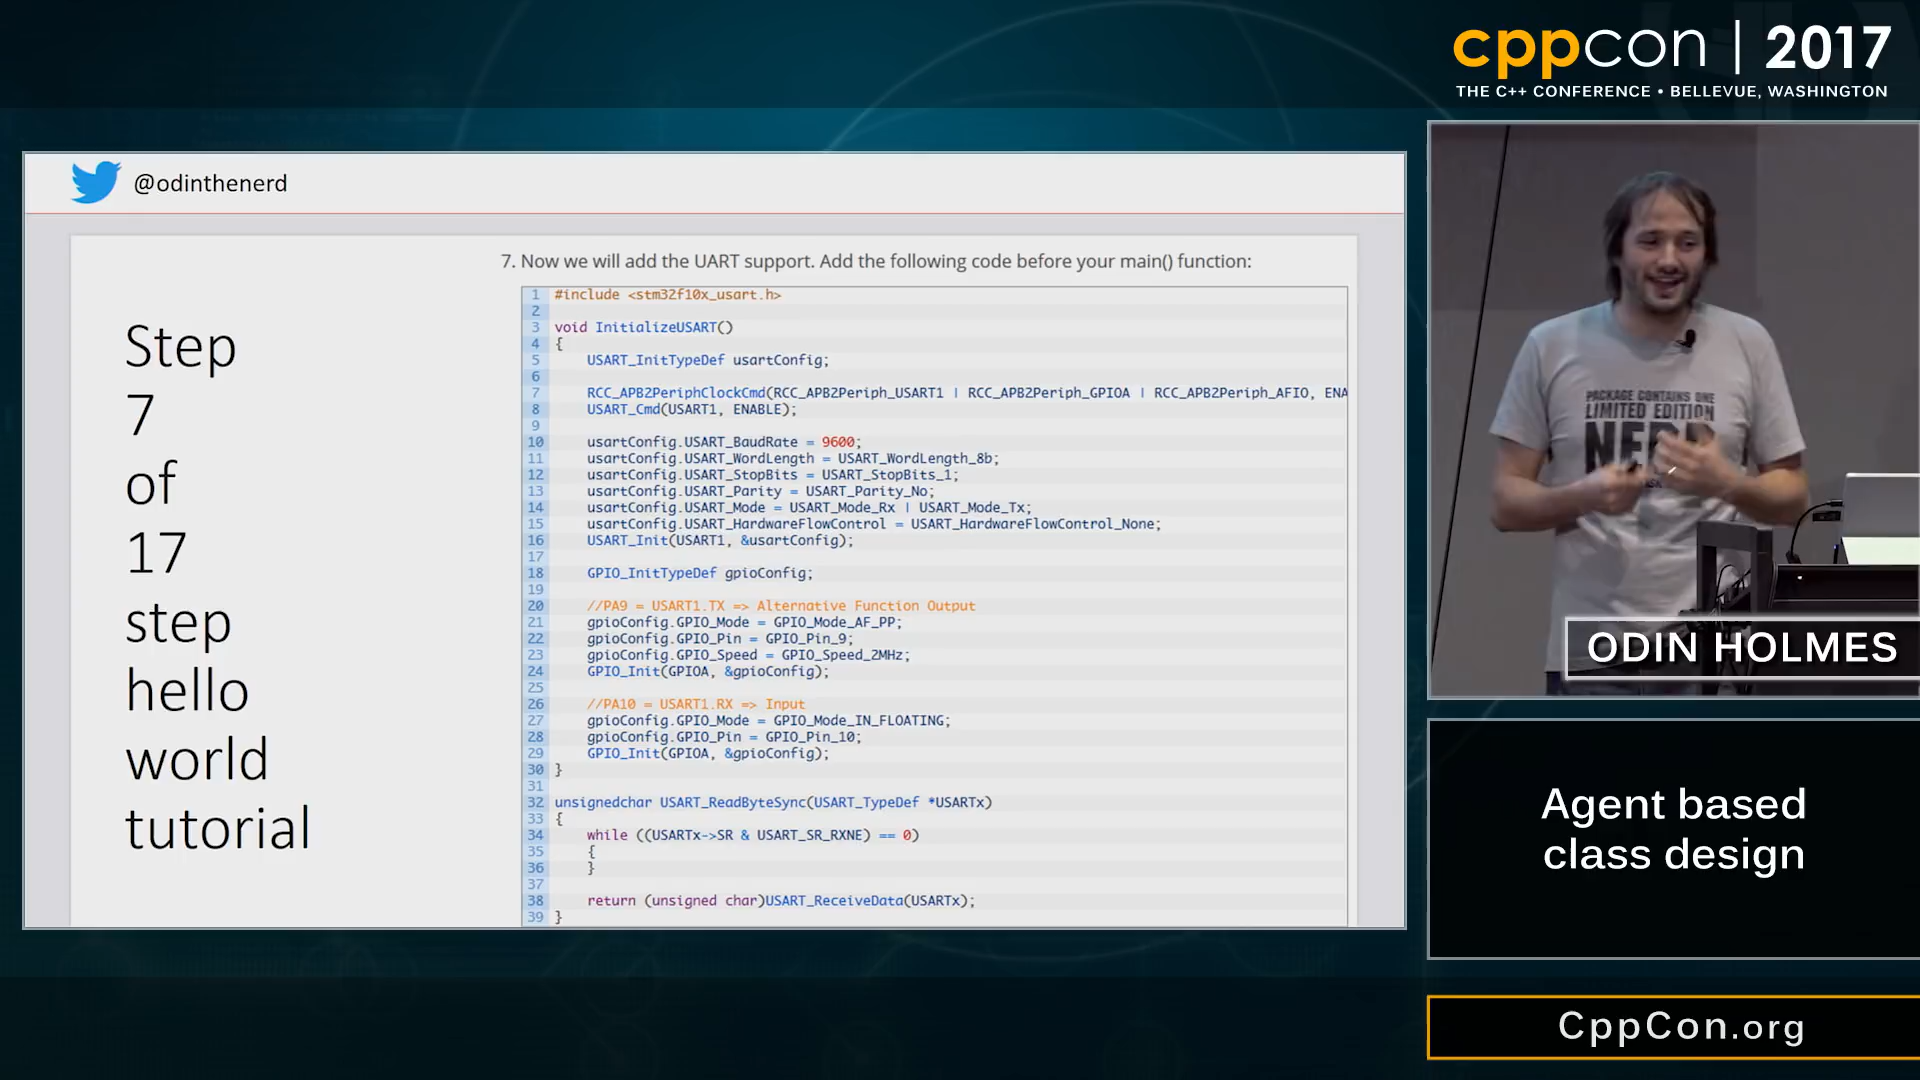 cppcon | 2017
THE C++ CONFERENCE • BELLEVUE, WASHINGTON
@odinthenerd
Step
7
of
17
step
hello
world
tutorial
7. Now we will add the UART support. Add the following code before your main() function:
1 #include <stm32f10x_usart.h>
2
3 void InitializeUSART()
4 {
5 USART_InitTypeDef usartConfig;
6
7 RCC_APB2PeriphClockCmd(RCC_APB2Periph_USART1 | RCC_APB2Periph_GPIOA | RCC_APB2Periph_AFIO, ENA
8 USART_Cmd(USART1, ENABLE);
9
10 usartConfig.USART_BaudRate = 9600;
11 usartConfig.USART_WordLength = USART_WordLength_8b;
12 usartConfig.USART_StopBits = USART_StopBits_1;
13 usartConfig.USART_Parity = USART_Parity_No;
14 usartConfig.USART_Mode = USART_Mode_Rx | USART_Mode_Tx;
15 usartConfig.USART_HardwareFlowControl = USART_HardwareFlowControl_None;
16 USART_Init(USART1, &usartConfig);
17
18 GPIO_InitTypeDef gpioConfig;
19
20 //PA9 = USART1.TX => Alternative Function Output
21 gpioConfig.GPIO_Mode = GPIO_Mode_AF_PP;
22 gpioConfig.GPIO_Pin = GPIO_Pin_9;
23 gpioConfig.GPIO_Speed = GPIO_Speed_2MHz;
24 GPIO_Init(GPIOA, &gpioConfig);
25
26 //PA10 = USART1.RX => Input
27 gpioConfig.GPIO_Mode = GPIO_Mode_IN_FLOATING;
28 gpioConfig.GPIO_Pin = GPIO_Pin_10;
29 GPIO_Init(GPIOA, &gpioConfig);
30 }
31
32 unsignedchar USART_ReadByteSync(USART_TypeDef *USARTx)
33 {
34 while ((USARTx->SR & USART_SR_RXNE) == 0)
35 {
36 }
37
38 return (unsigned char)USART_ReceiveData(USARTx);
39 }
PACKAGE CONTAINS ONE
LIMITED EDITION
NERD
ODIN HOLMES
Agent based
class design
CppCon.org